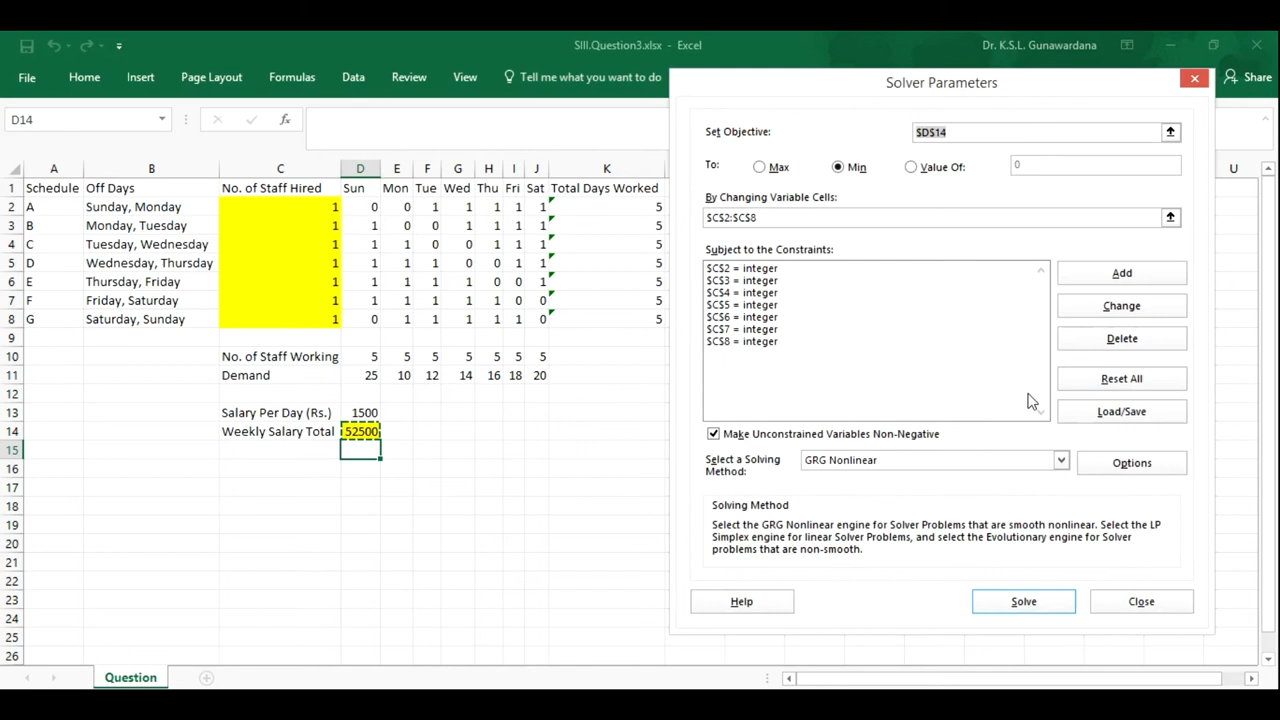 SIII.Question3.xlsx - Excel
Dr. K.S.L. Gunawardana
File Home Insert Page Layout Formulas Data Review View Tell me what you want to do Share
D14 fx
A B C D E F G H I J K U
1 Schedule Off Days No. of Staff Hired Sun Mon Tue Wed Thu Fri Sat Total Days Worked
2 A Sunday, Monday 1 0 0 1 1 1 1 1 5
3 B Monday, Tuesday 1 1 0 0 1 1 1 1 5
4 C Tuesday, Wednesday 1 1 1 0 0 1 1 1 5
5 D Wednesday, Thursday 1 1 1 1 0 0 1 1 5
6 E Thursday, Friday 1 1 1 1 1 0 0 1 5
7 F Friday, Saturday 1 1 1 1 1 1 0 0 5
8 G Saturday, Sunday 1 0 1 1 1 1 1 0 5
9
10 No. of Staff Working 5 5 5 5 5 5 5
11 Demand 25 10 12 14 16 18 20
12
13 Salary Per Day (Rs.) 1500
14 Weekly Salary Total 52500
15
16
17
18
19
20
21
22
23
24
25
26
Question
Solver Parameters
Set Objective: $D$14
To: Max Min Value Of: 0
By Changing Variable Cells:
$C$2:$C$8
Subject to the Constraints:
$C$2 = integer
$C$3 = integer
$C$4 = integer
$C$5 = integer
$C$6 = integer
$C$7 = integer
$C$8 = integer
Add
Change
Delete
Reset All
Load/Save
Make Unconstrained Variables Non-Negative
Select a Solving
Method:
GRG Nonlinear
Options
Solving Method
Select the GRG Nonlinear engine for Solver Problems that are smooth nonlinear. Select the LP
Simplex engine for linear Solver Problems, and select the Evolutionary engine for Solver
problems that are non-smooth.
Help
Solve
Close